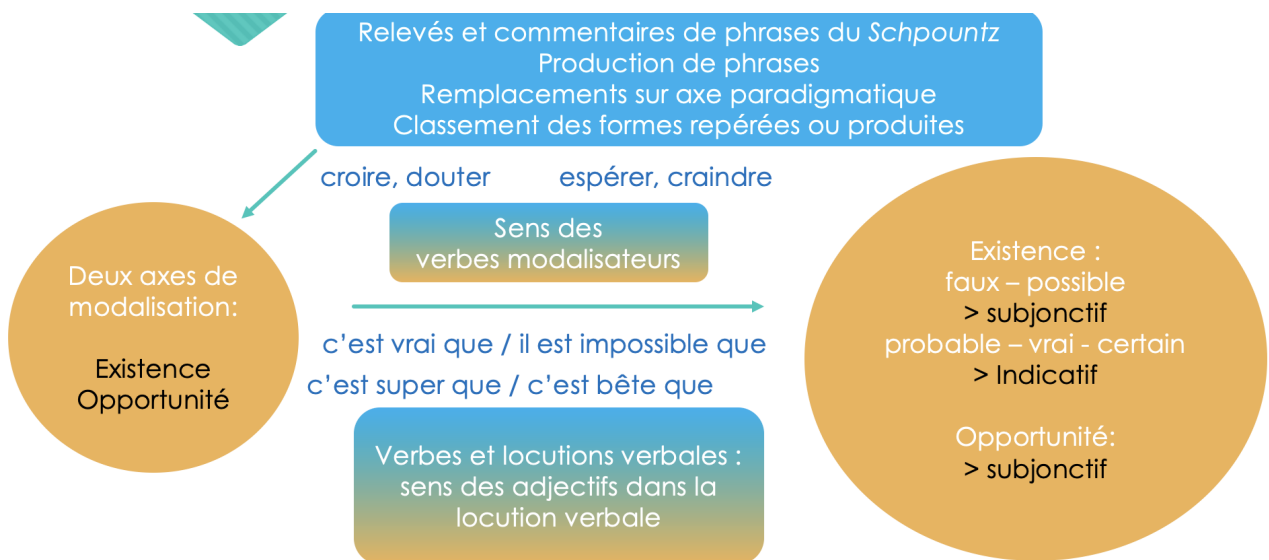 Relevés et commentaires de phrases du Schpountz
Production de phrases
Remplacements sur axe paradigmatique
Classement des formes repérées ou produites
croire, douter
espérer, craindre
Sens des
verbes modalisateurs
Deux axes de
modalisation:
Existence
Opportunité
c'est vrai que / il est impossible que
c'est super que / c'est bête que
Verbes et locutions verbales :
sens des adjectifs dans la
locution verbale
Existence :
faux – possible
> subjonctif
probable – vrai - certain
> Indicatif
Opportunité:
> subjonctif